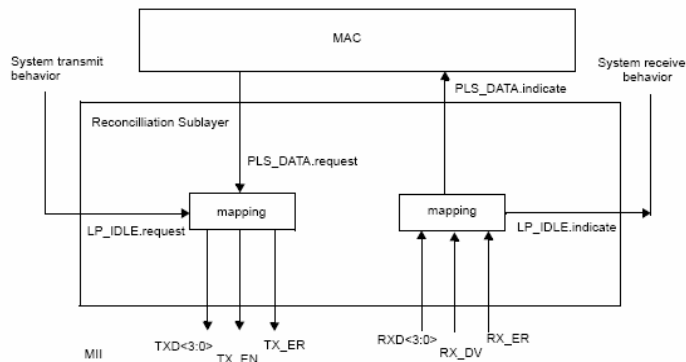 MAC
System transmit
behavior
System receive
behavior
PLS_DATA.indicate
Reconcilliation Sublayer
PLS_DATA.request
mapping
mapping
LP_IDLE.request
LP_IDLE.indicate
TXD<3:0>
TX_EN
TX_ER
RXD<3:0>
RX_DV
RX_ER
MII